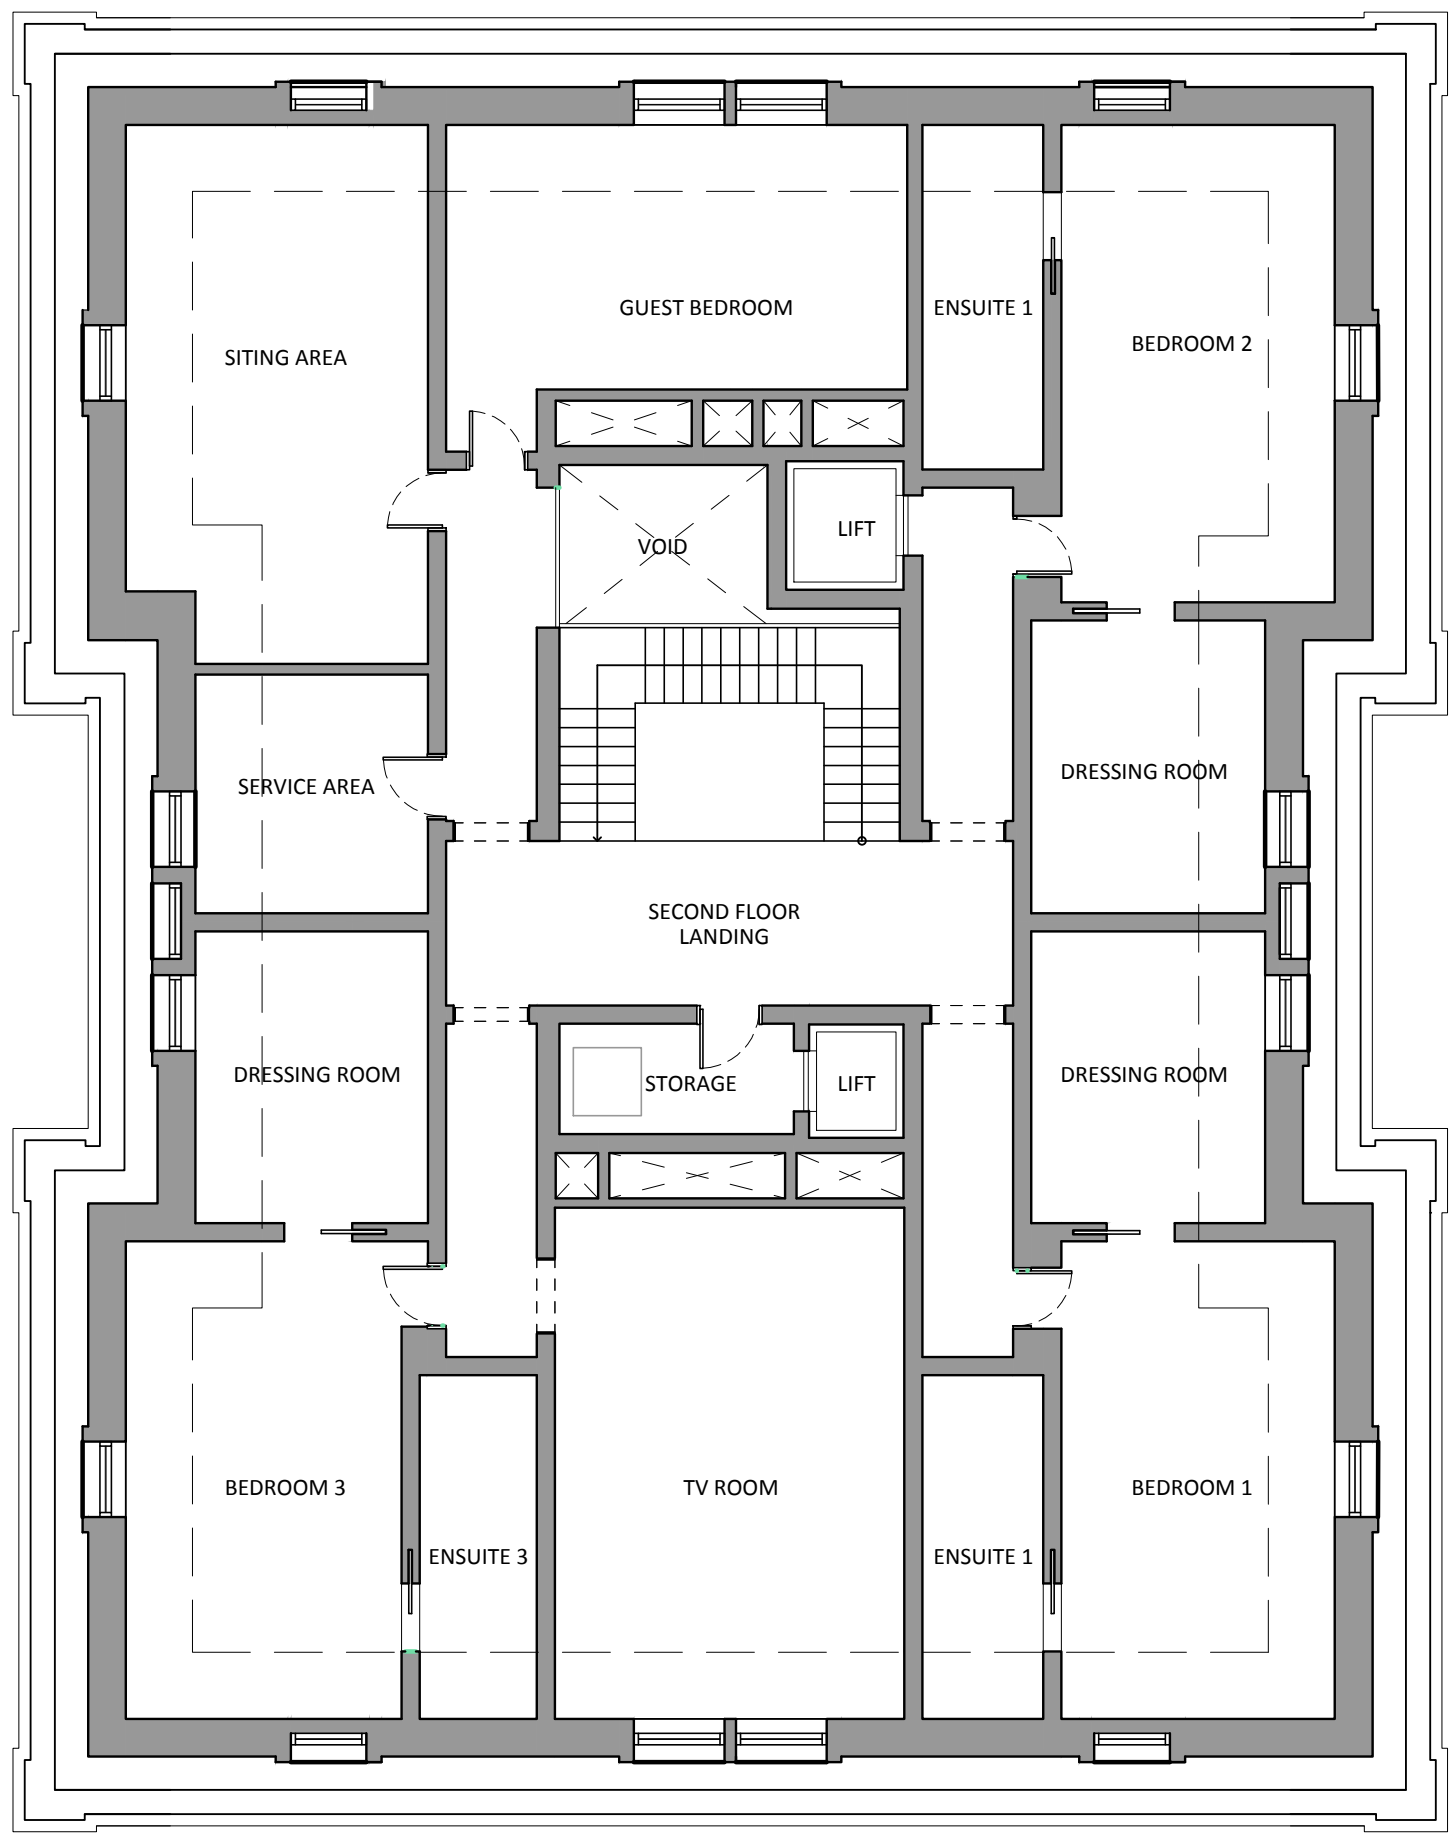 GUEST BEDROOM
ENSUITE 1
BEDROOM 2
SITING AREA
LIFT
VOID
DRESSING ROOM
SERVICE AREA
SECOND FLOOR
LANDING
DRESSING ROOM
STORAGE
LIFT
DRESSING ROOM
BEDROOM 3
TV ROOM
BEDROOM 1
ENSUITE 3
ENSUITE 1